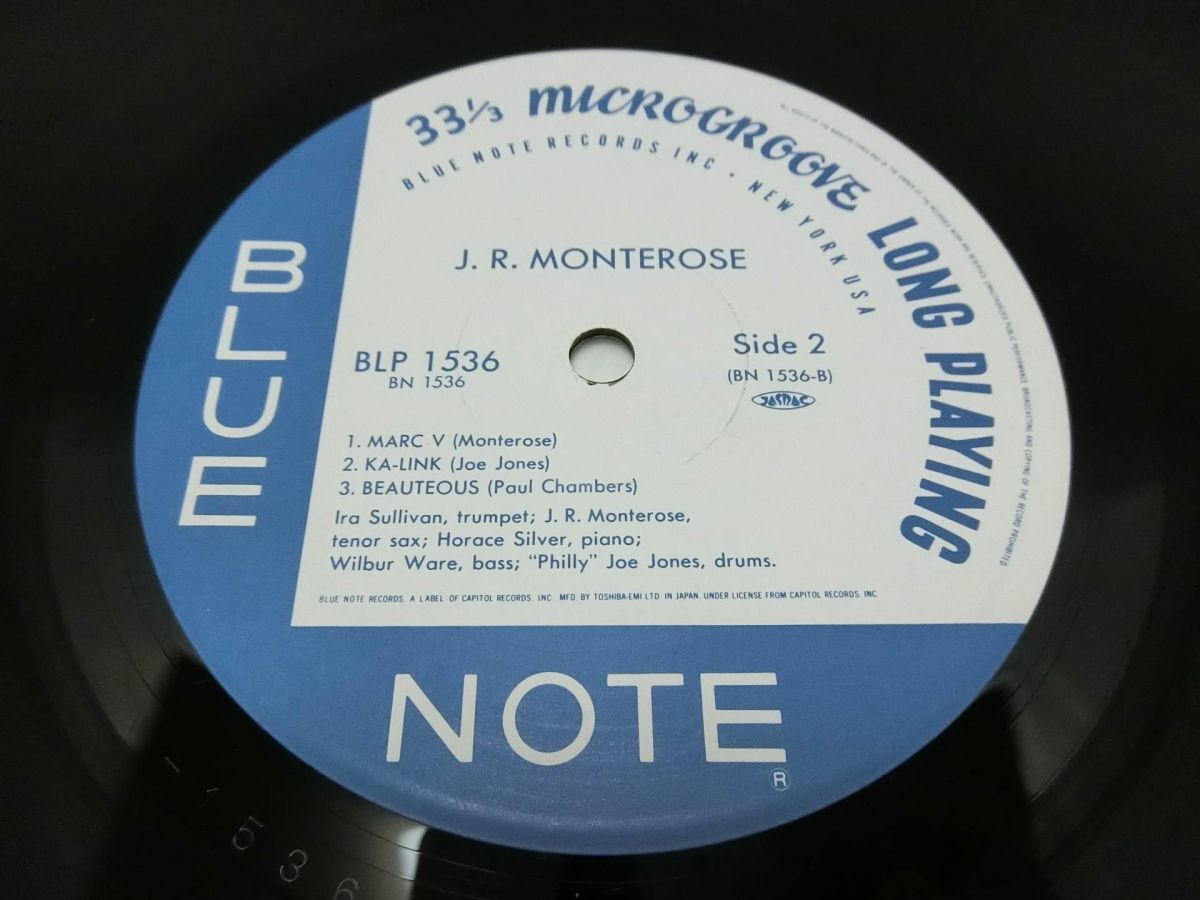 33⅓ MICROGROOVE LONG PLAYING
BLUE NOTE RECORDS INC • NEW YORK USA
J. R. MONTEROSE
BLP 1536
BN 1536
Side 2
(BN 1536-B)
JASRAC
1. MARC V (Monterose)
2. KA-LINK (Joe Jones)
3. BEAUTEOUS (Paul Chambers)
Ira Sullivan, trumpet; J. R. Monterose,
tenor sax; Horace Silver, piano;
Wilbur Ware, bass; "Philly" Joe Jones, drums.
BLUE NOTE RECORDS. A LABEL OF CAPITOL RECORDS. INC. MFD BY TOSHIBA-EMI LTD IN JAPAN. UNDER LICENSE FROM CAPITOL RECORDS, INC
BLUE
NOTE
®
1536